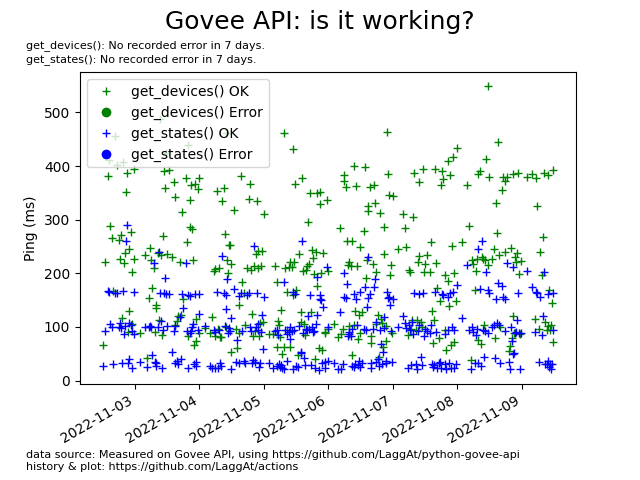 Govee API: is it working?
get_devices(): No recorded error in 7 days.
get_states(): No recorded error in 7 days.
get_devices() OK
get_devices() Error
get_states() OK
get_states() Error
Ping (ms)
500
400
300
200
100
0
2022-11-03
2022-11-04
2022-11-05
2022-11-06
2022-11-07
2022-11-08
2022-11-09
data source: Measured on Govee API, using https://github.com/LaggAt/python-govee-api
history & plot: https://github.com/LaggAt/actions